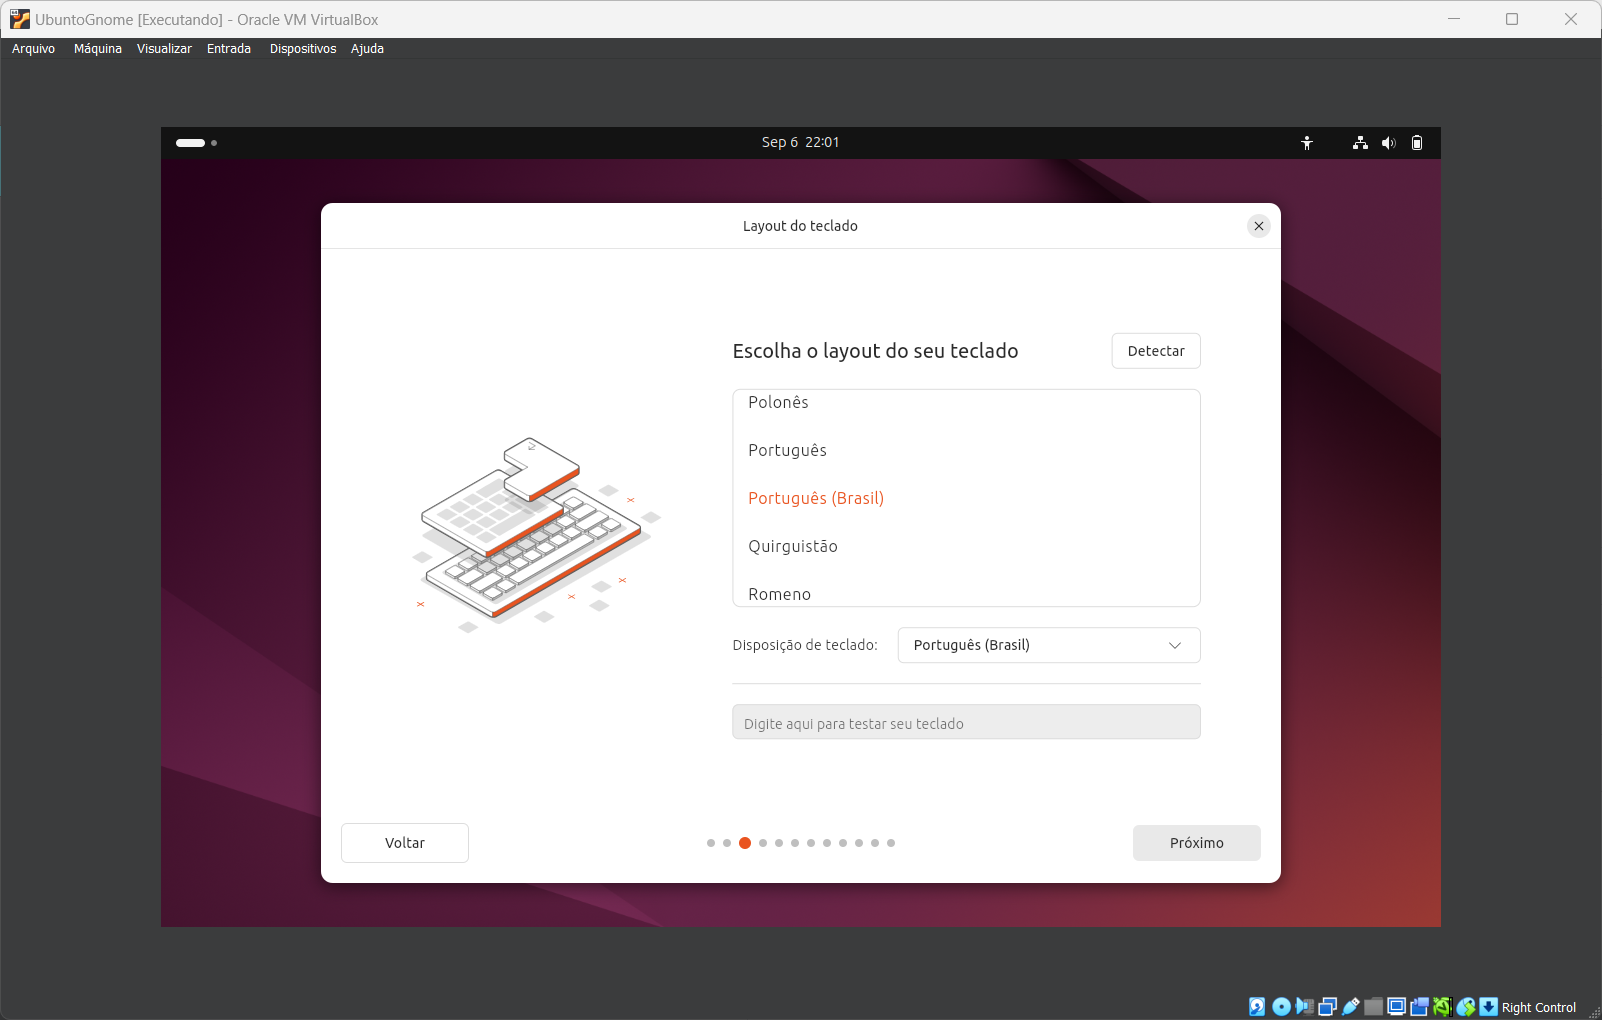 UbuntoGnome [Executando] - Oracle VM VirtualBox
Arquivo Máquina Visualizar Entrada Dispositivos Ajuda
Sep 6 22:01
Layout do teclado
Escolha o layout do seu teclado
Detectar
Polonês
Português
Português (Brasil)
Quirguistão
Romeno
Disposição de teclado: Português (Brasil)
Digite aqui para testar seu teclado
Voltar
Próximo
Right Control